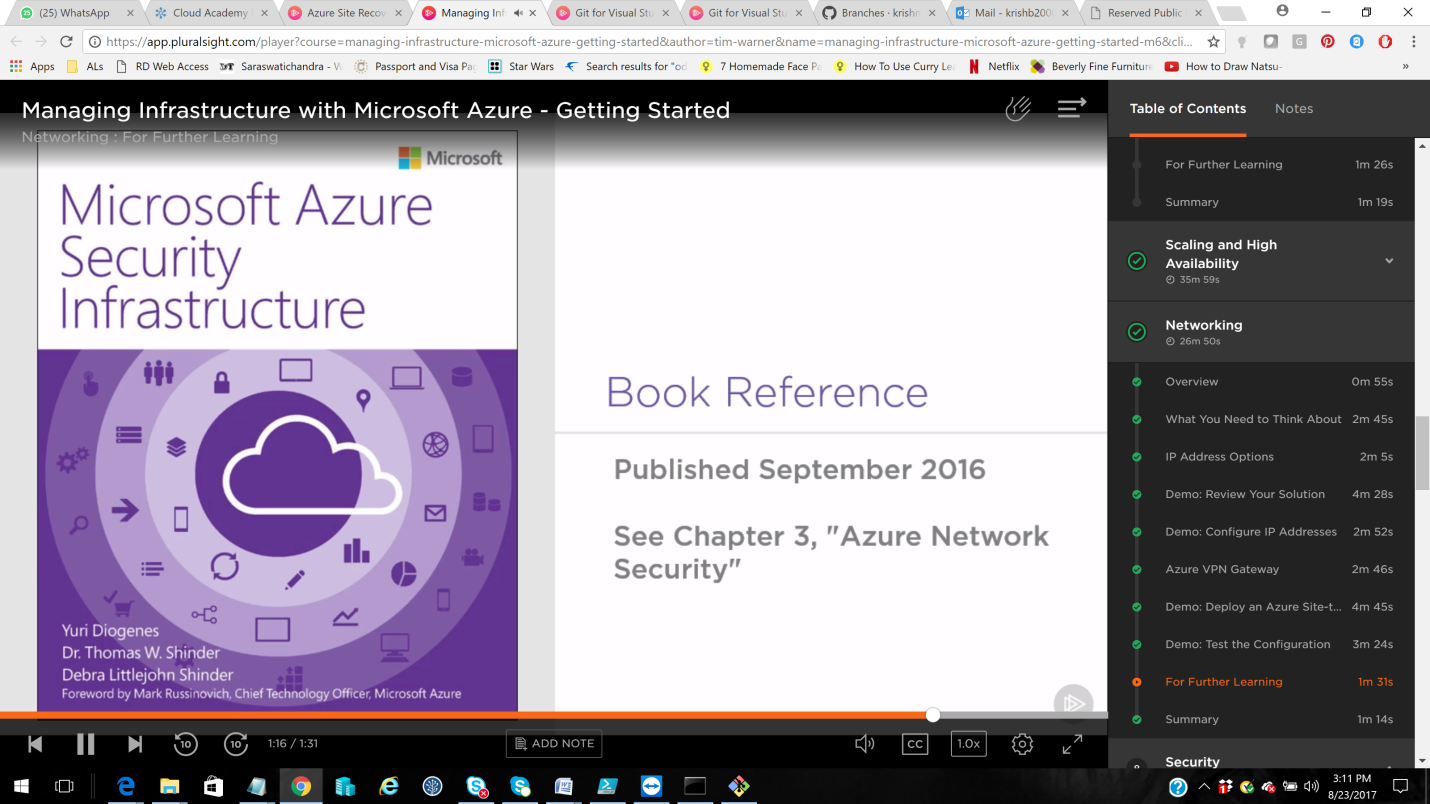 (25) WhatsApp
Cloud Academy
Azure Site Recov
Managing Inf
Git for Visual Stu
Git for Visual Stu
Branches · krishn
Mail - krishb200
Reserved Public
https://app.pluralsight.com/player?course=managing-infrastructure-microsoft-azure-getting-started&author=tim-warner&name=managing-infrastructure-microsoft-azure-getting-started-m6&cli...
Apps
ALs
RD Web Access
Saraswatichandra - V
Passport and Visa Pa
Star Wars
Search results for "od
7 Homemade Face Pa
How To Use Curry Le
Netflix
Beverly Fine Furniture
How to Draw Natsu-
»
Managing Infrastructure with Microsoft Azure - Getting Started
Networking : For Further Learning
Microsoft
Microsoft Azure
Security
Infrastructure
Yuri Diogenes
Dr. Thomas W. Shinder
Debra Littlejohn Shinder
Foreword by Mark Russinovich, Chief Technology Officer, Microsoft Azure
Book Reference
Published September 2016
See Chapter 3, "Azure Network
Security"
10
10
1:16 / 1:31
ADD NOTE
CC
1.0x
Table of Contents
Notes
For Further Learning 1m 26s
Summary 1m 19s
Scaling and High
Availability
35m 59s
Networking
26m 50s
Overview 0m 55s
What You Need to Think About 2m 45s
IP Address Options 2m 5s
Demo: Review Your Solution 4m 28s
Demo: Configure IP Addresses 2m 52s
Azure VPN Gateway 2m 46s
Demo: Deploy an Azure Site-t... 4m 45s
Demo: Test the Configuration 3m 24s
For Further Learning 1m 31s
Summary 1m 14s
Security
3:11 PM
8/23/2017